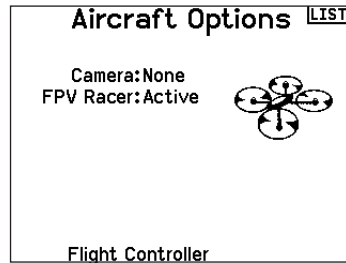 Aircraft Options LIST
Camera:None
FPV Racer:Active
Flight Controller